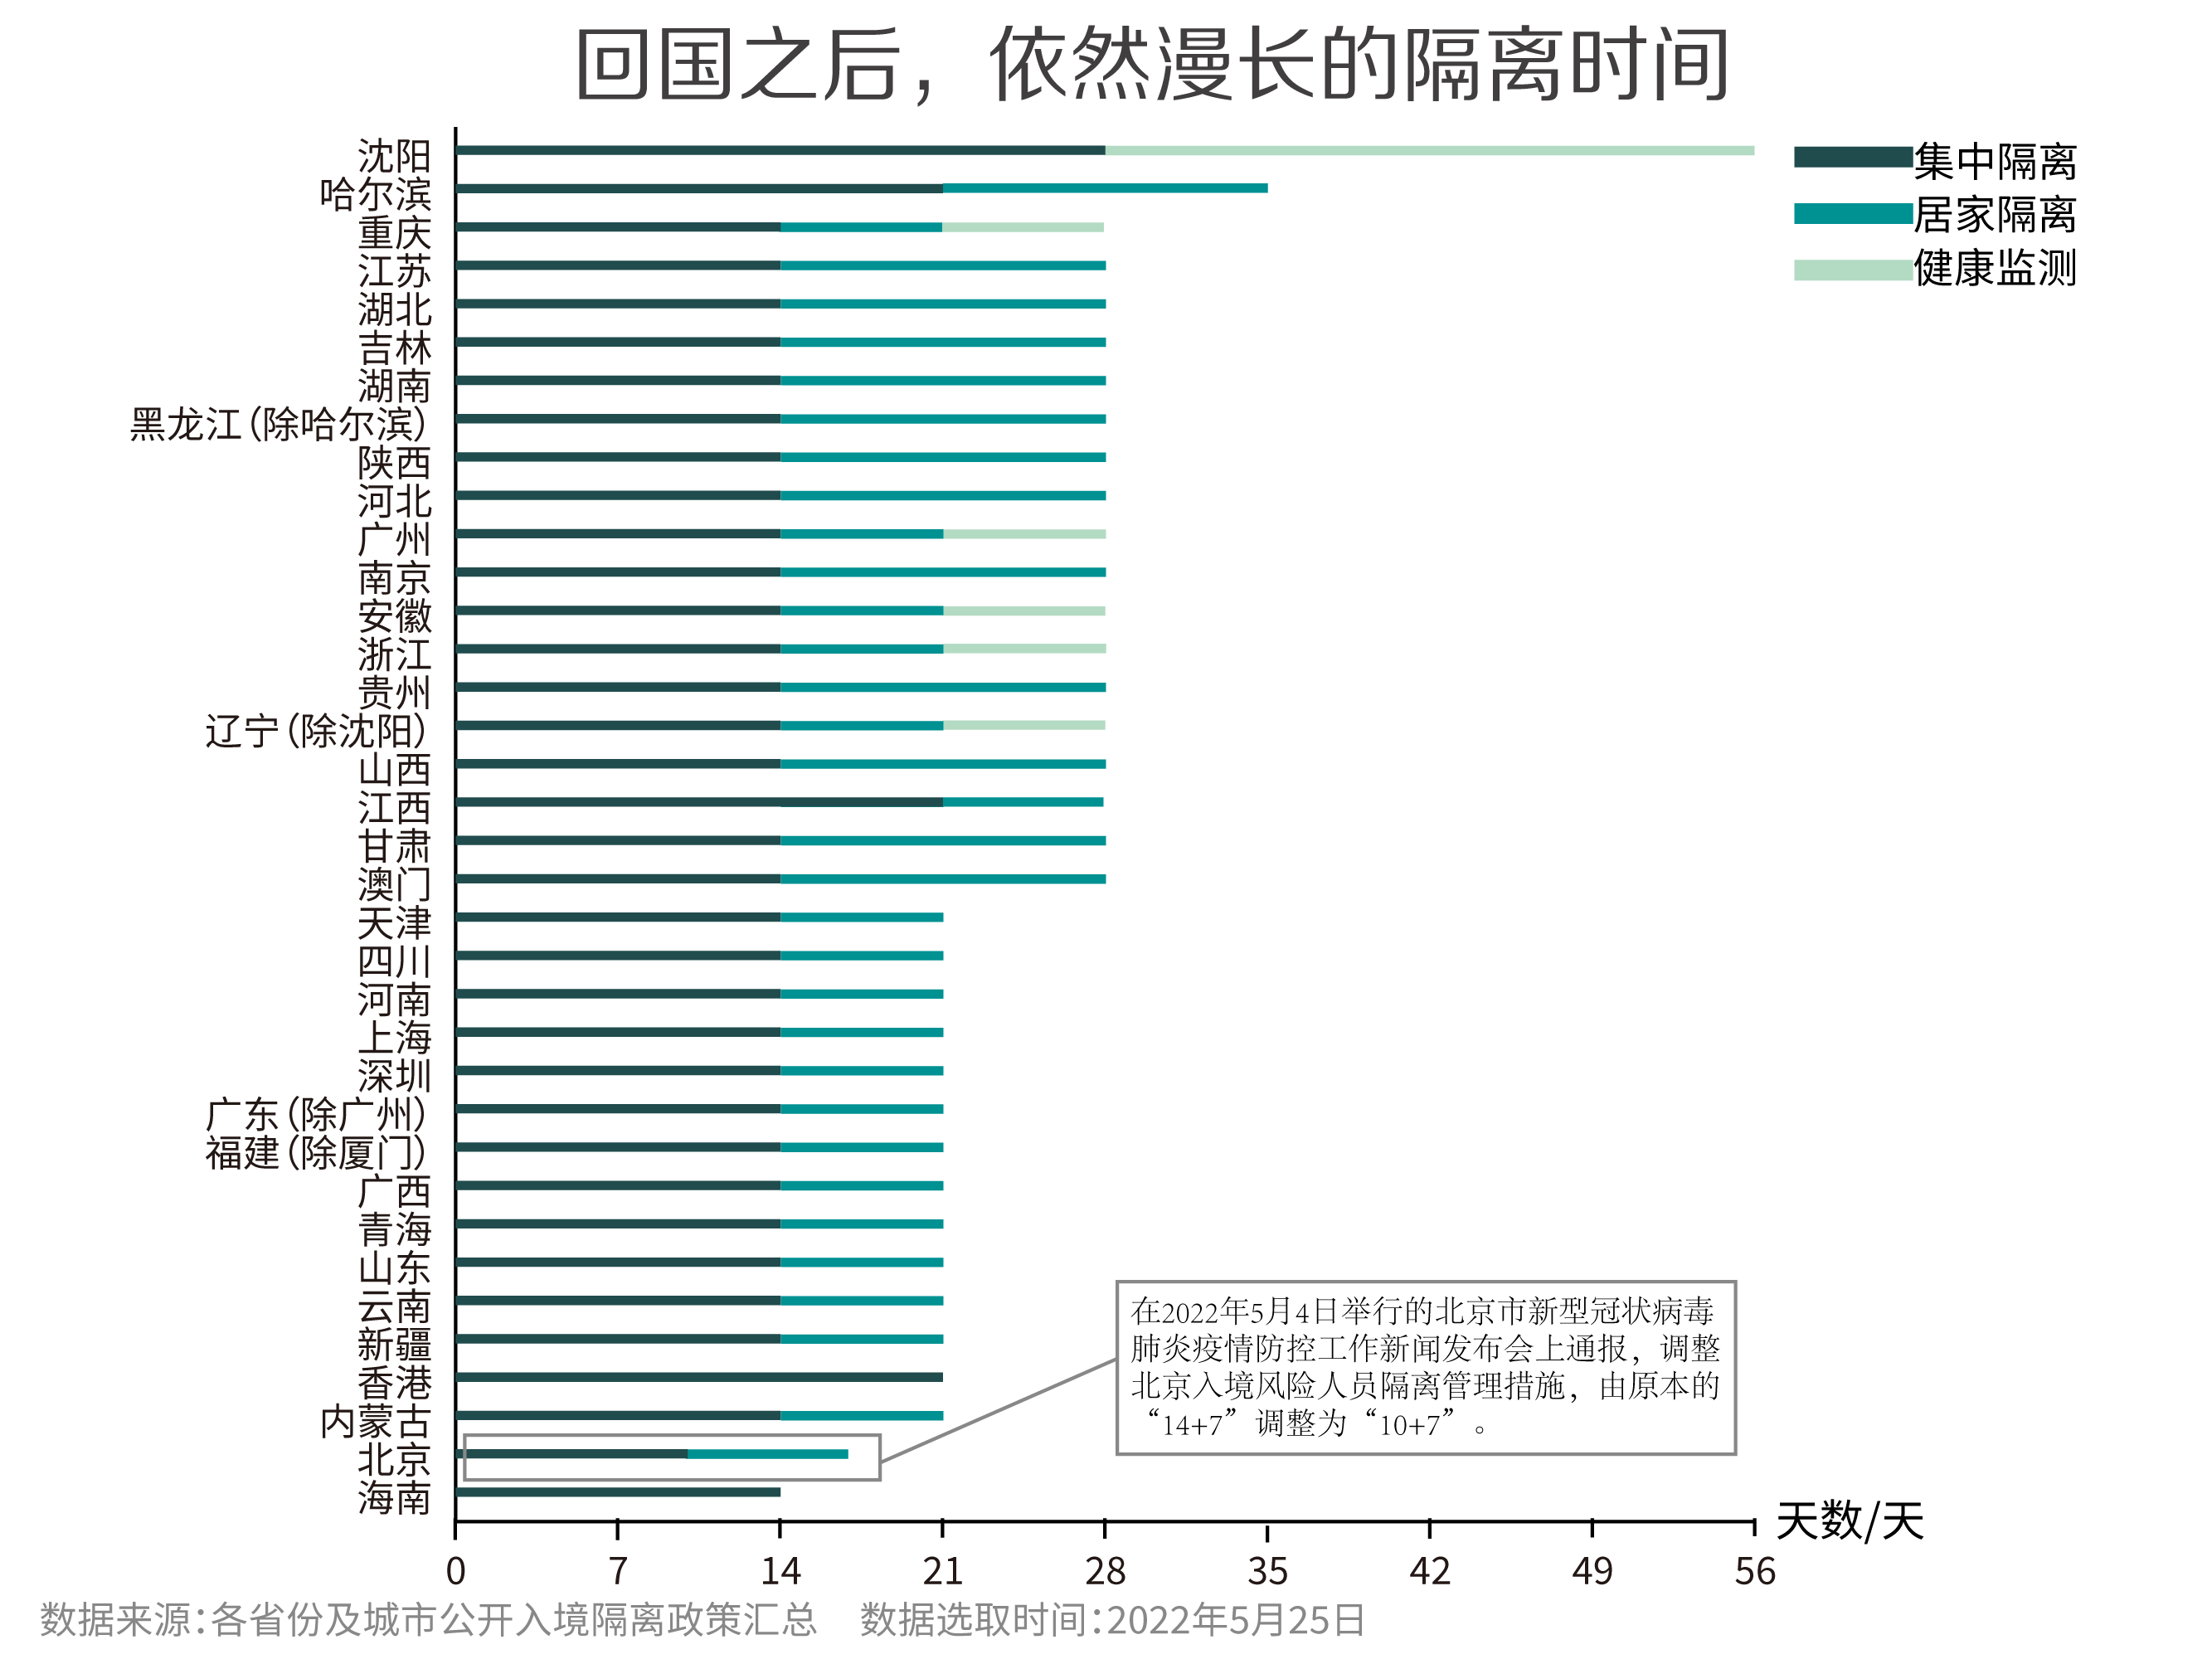 回国之后，依然漫长的隔离时间
集中隔离
居家隔离
健康监测
沈阳
哈尔滨
重庆
江苏
湖北
吉林
湖南
黑龙江（除哈尔滨）
陕西
河北
广州
南京
安徽
浙江
贵州
辽宁（除沈阳）
山西
江西
甘肃
澳门
天津
四川
河南
上海
深圳
广东（除广州）
福建（除厦门）
广西
青海
山东
云南
新疆
香港
内蒙古
北京
海南
在2022年5月4日举行的北京市新型冠状病毒
肺炎疫情防控工作新闻发布会上通报，调整
北京入境风险人员隔离管理措施，由原本的
“14+7”调整为“10+7”。
天数/天
0 7 14 21 28 35 42 49 56
数据来源：各省份及城市公开入境隔离政策汇总 数据选取时间：2022年5月25日